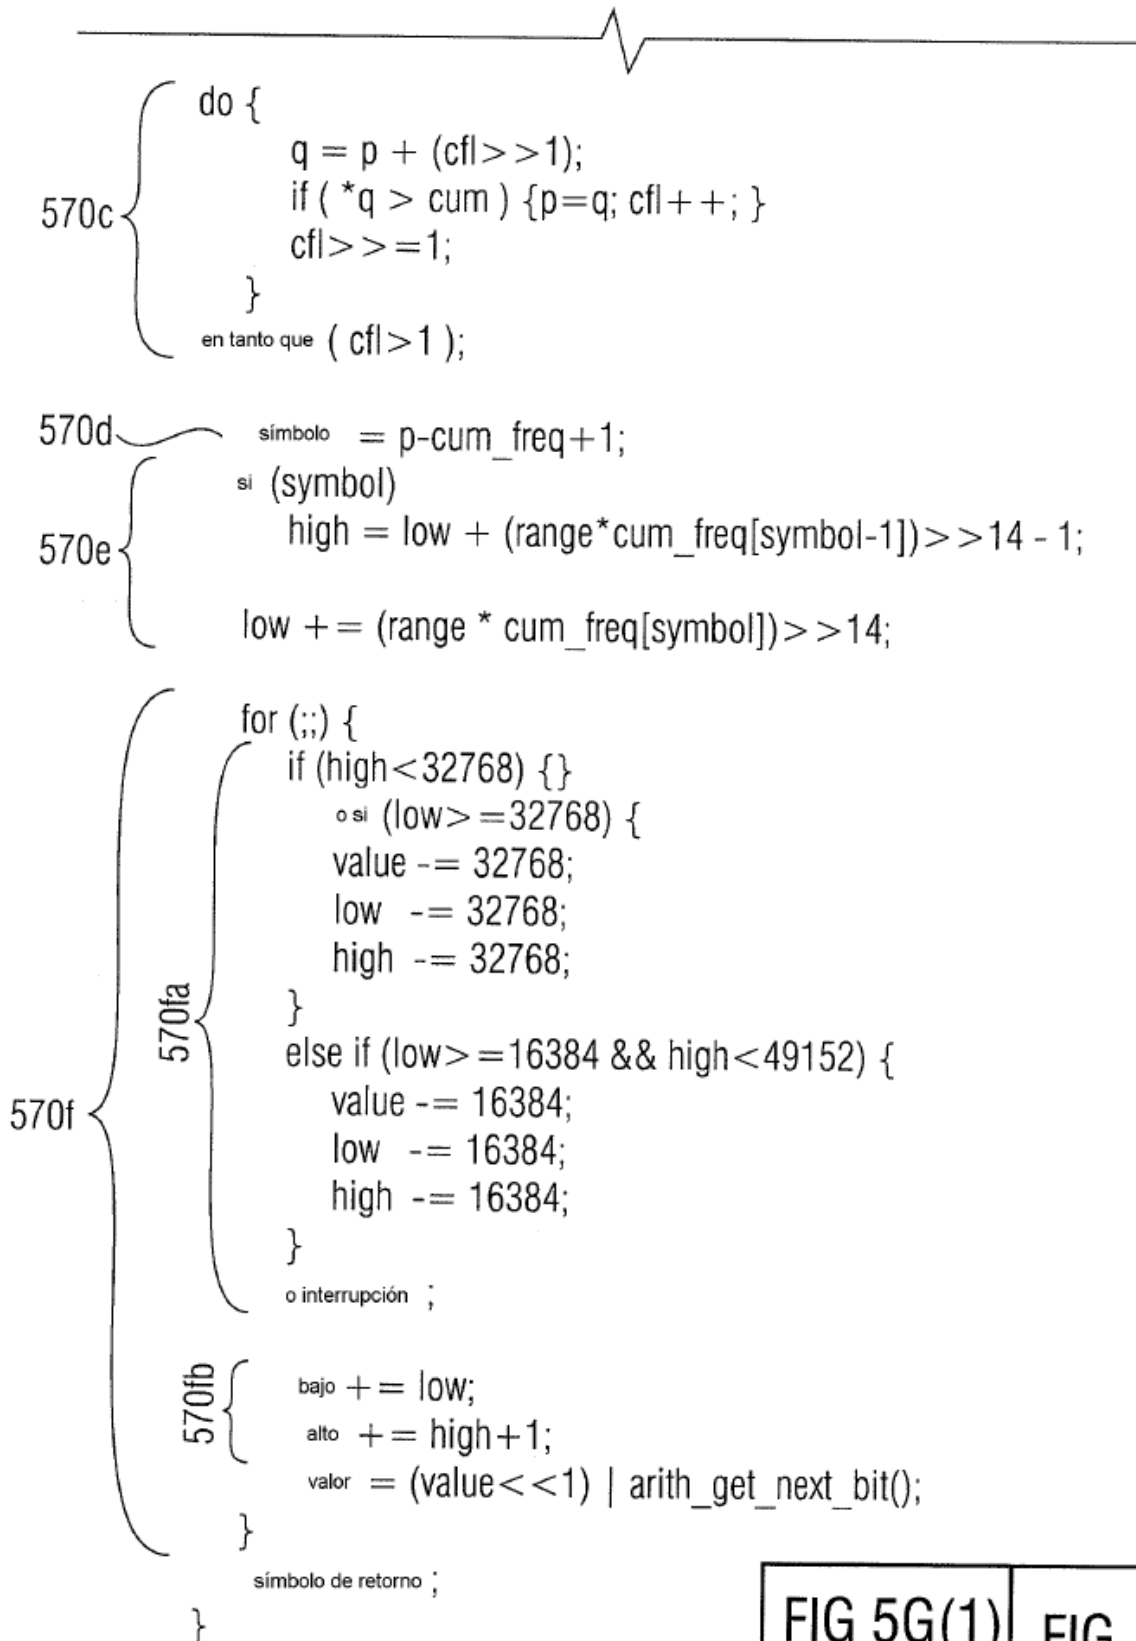 do {
q = p + (cfl>>1);
if ( *q > cum ) {p=q; cfl++; }
570c
cfl>>=1;
}
en tanto que ( cfl>1 );
570d símbolo = p-cum_freq+1;
si (symbol)
570e high = low + (range*cum_freq[symbol-1])>>14 - 1;
low += (range * cum_freq[symbol])>>14;
for (;;) {
if (high<32768) {}
o si (low>=32768) {
value -= 32768;
low -= 32768;
high -= 32768;
}
570fa
else if (low>=16384 && high<49152) {
570f value -= 16384;
low -= 16384;
high -= 16384;
}
o interrupción ;
570fb
bajo += low;
alto += high+1;
valor = (value<<1) | arith_get_next_bit();
}
símbolo de retorno ;
}
FIG 5G(1) FIG